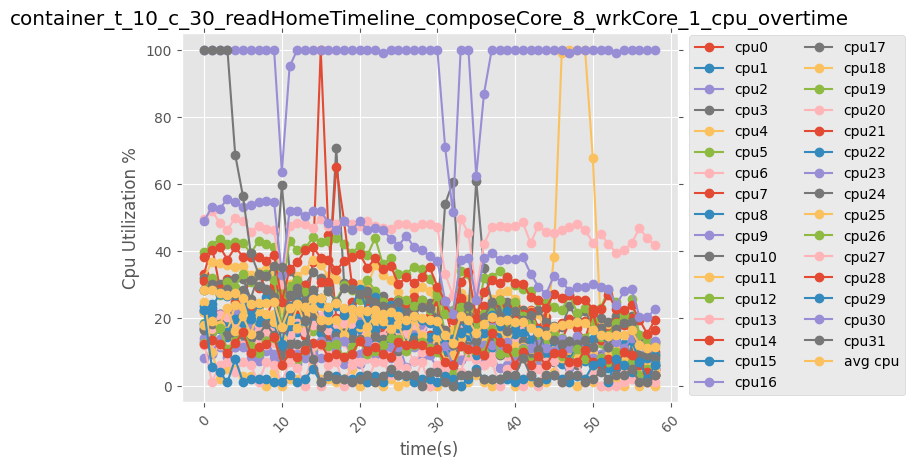 container_t_10_c_30_readHomeTimeline_composeCore_8_wrkCore_1_cpu_overtime
100
80
60
40
20
0
Cpu Utilization %
0
10
20
30
40
50
60
time(s)
cpu0
cpu1
cpu2
cpu3
cpu4
cpu5
cpu6
cpu7
cpu8
cpu9
cpu10
cpu11
cpu12
cpu13
cpu14
cpu15
cpu16
cpu17
cpu18
cpu19
cpu20
cpu21
cpu22
cpu23
cpu24
cpu25
cpu26
cpu27
cpu28
cpu29
cpu30
cpu31
avg cpu